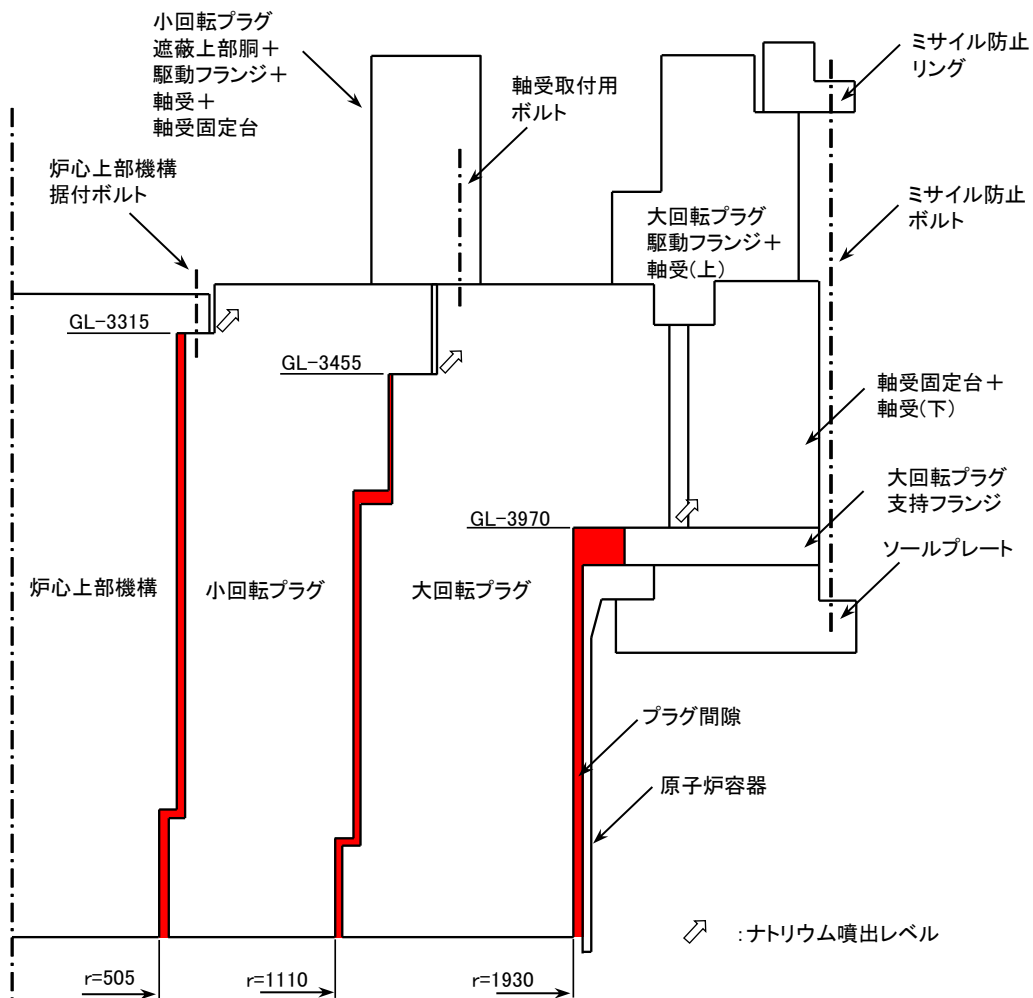 小回転プラグ
遮蔽上部胴＋
駆動フランジ＋
軸受＋
軸受固定台
軸受取付用
ボルト
ミサイル防止
リング
炉心上部機構
据付ボルト
ミサイル防止
ボルト
大回転プラグ
駆動フランジ＋
軸受(上)
GL-3315
GL-3455
軸受固定台＋
軸受(下)
大回転プラグ
支持フランジ
GL-3970
ソールプレート
炉心上部機構
小回転プラグ
大回転プラグ
プラグ間隙
原子炉容器
:ナトリウム噴出レベル
r=505
r=1110
r=1930